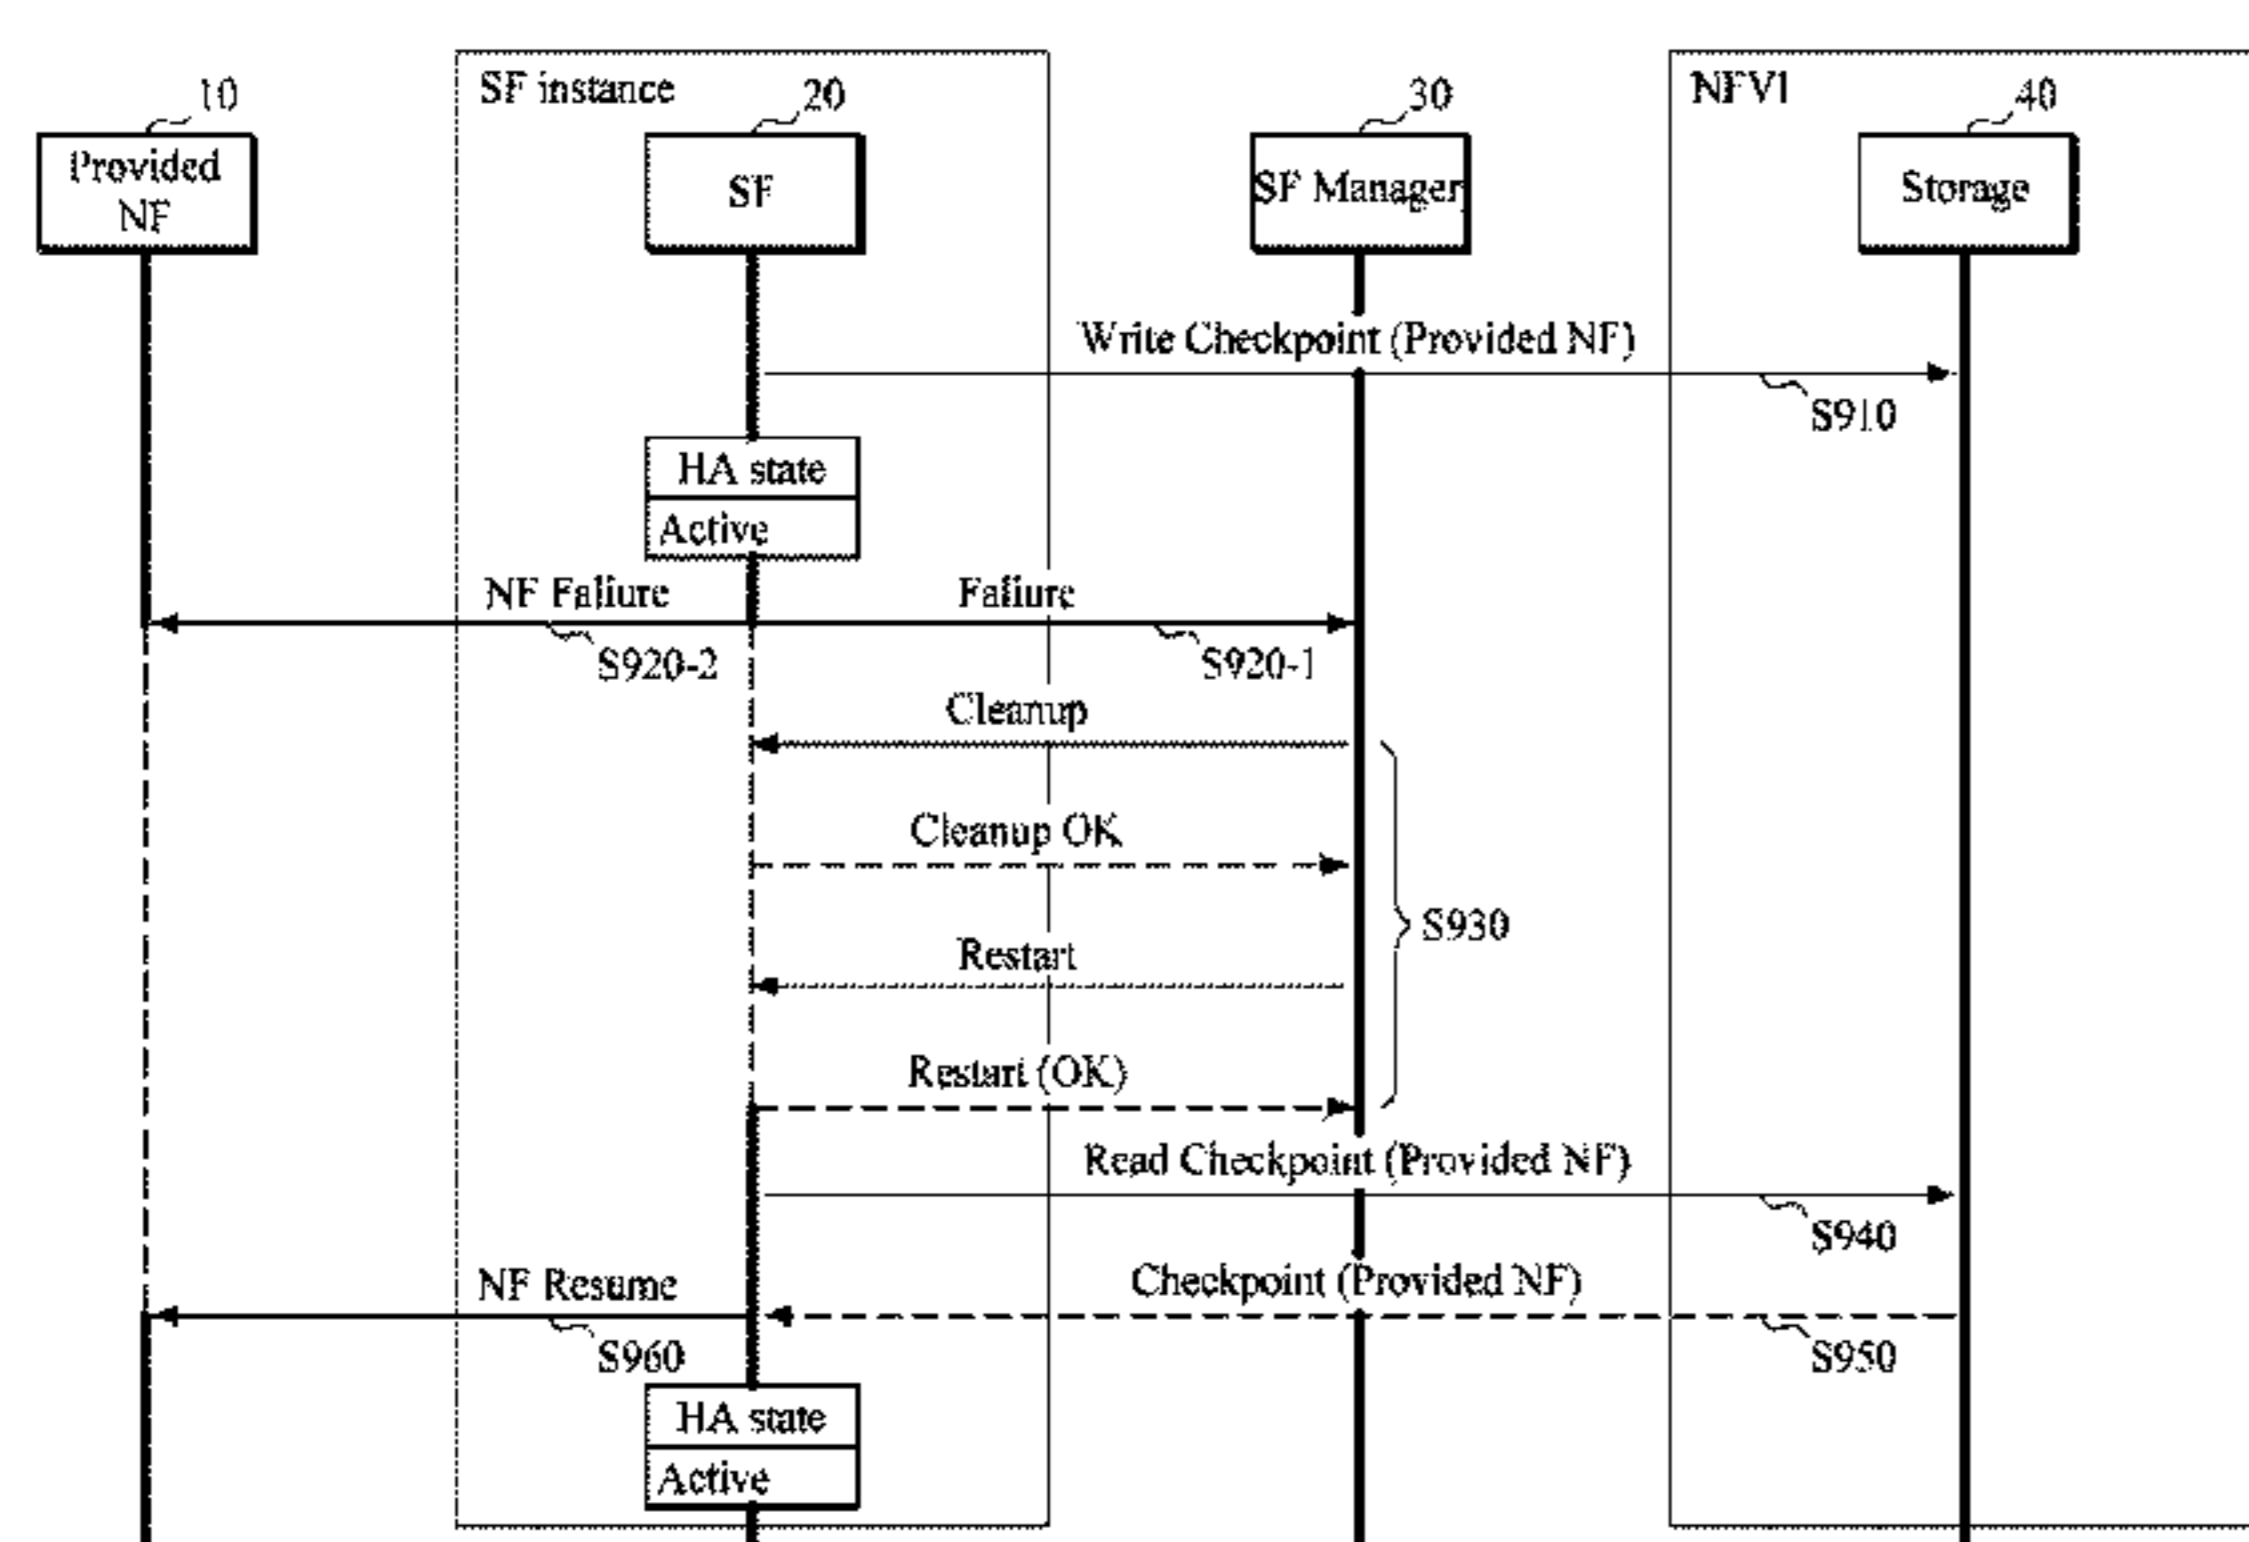 10
SF instance
20
30
NFVI
40
Provided
NF
SF
SF Manager
Storage
Write Checkpoint (Provided NF)
S910
HA state
Active
NF Faliure
Faliure
S920-2
S920-1
Cleanup
Cleanup OK
S930
Restart
Restart (OK)
Read Checkpoint (Provided NF)
S940
NF Resume
Checkpoint (Provided NF)
S960
S950
HA state
Active